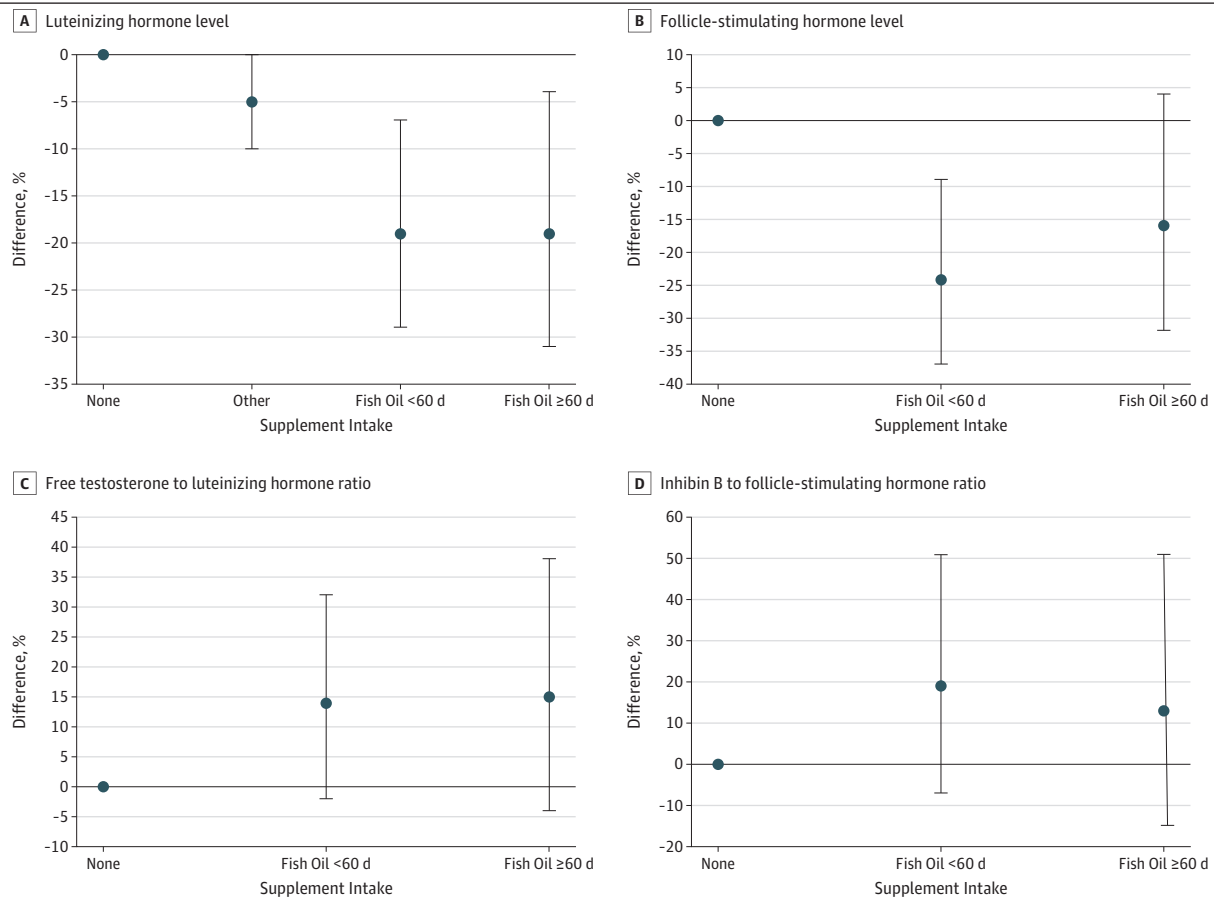 A Luteinizing hormone level
0
-5
-10
-15
-20
-25
-30
-35
Difference, %
None Other Fish Oil <60 d Fish Oil ≥60 d
Supplement Intake
B Follicle-stimulating hormone level
10
5
0
-5
-10
-15
-20
-25
-30
-35
-40
Difference, %
None Fish Oil <60 d Fish Oil ≥60 d
Supplement Intake
C Free testosterone to luteinizing hormone ratio
45
40
35
30
25
20
15
10
5
0
-5
-10
Difference, %
None Fish Oil <60 d Fish Oil ≥60 d
Supplement Intake
D Inhibin B to follicle-stimulating hormone ratio
60
50
40
30
20
10
0
-10
-20
Difference, %
None Fish Oil <60 d Fish Oil ≥60 d
Supplement Intake